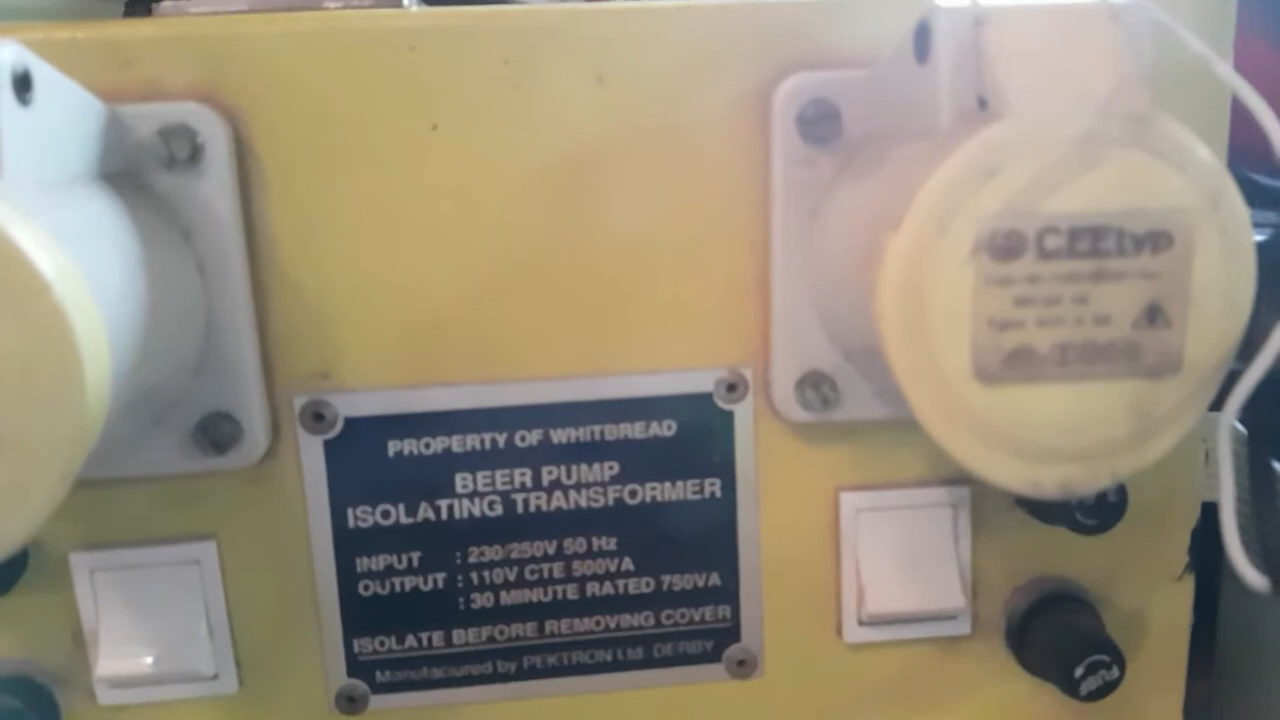 CEEtyp
PROPERTY OF WHITBREAD
BEER PUMP
ISOLATING TRANSFORMER
INPUT : 230/250V 50 Hz
OUTPUT : 110V CTE 500VA
: 30 MINUTE RATED 750VA
ISOLATE BEFORE REMOVING COVER
Manufactured by PEKTRON Ltd. DERBY
FUSE